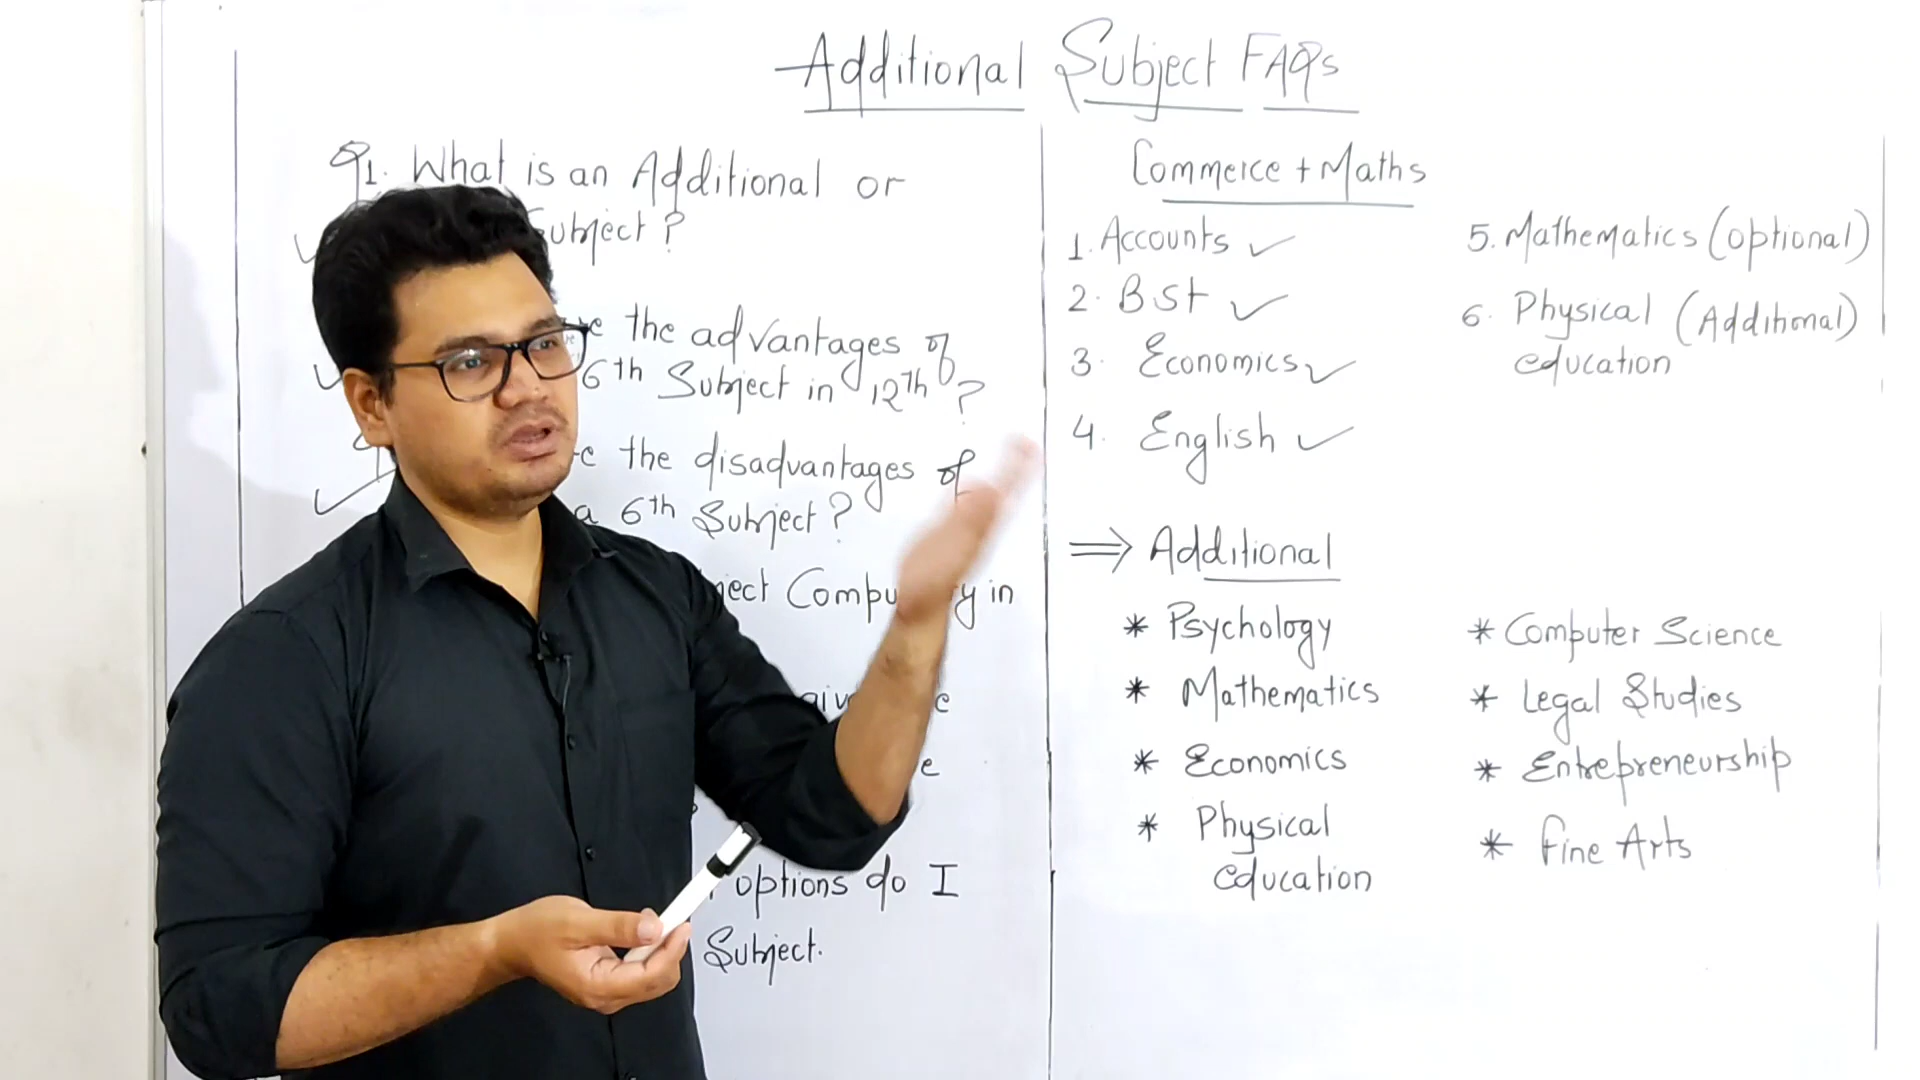 Additional Subject FAQs
Q1. What is an Additional or
Subject?
the advantages of
6th Subject in 12th?
the disadvantages of
a 6th Subject?
in
options do I
Subject.
Commerce + Maths
1. Accounts ✓
2. BSt ✓
3. Economics ✓
4. English ✓
5. Mathematics (optional)
6. Physical (Additional)
education
⇒ Additional
* Psychology
* Mathematics
* Economics
* Physical
education
* Computer Science
* Legal Studies
* Entrepreneurship
* Fine Arts